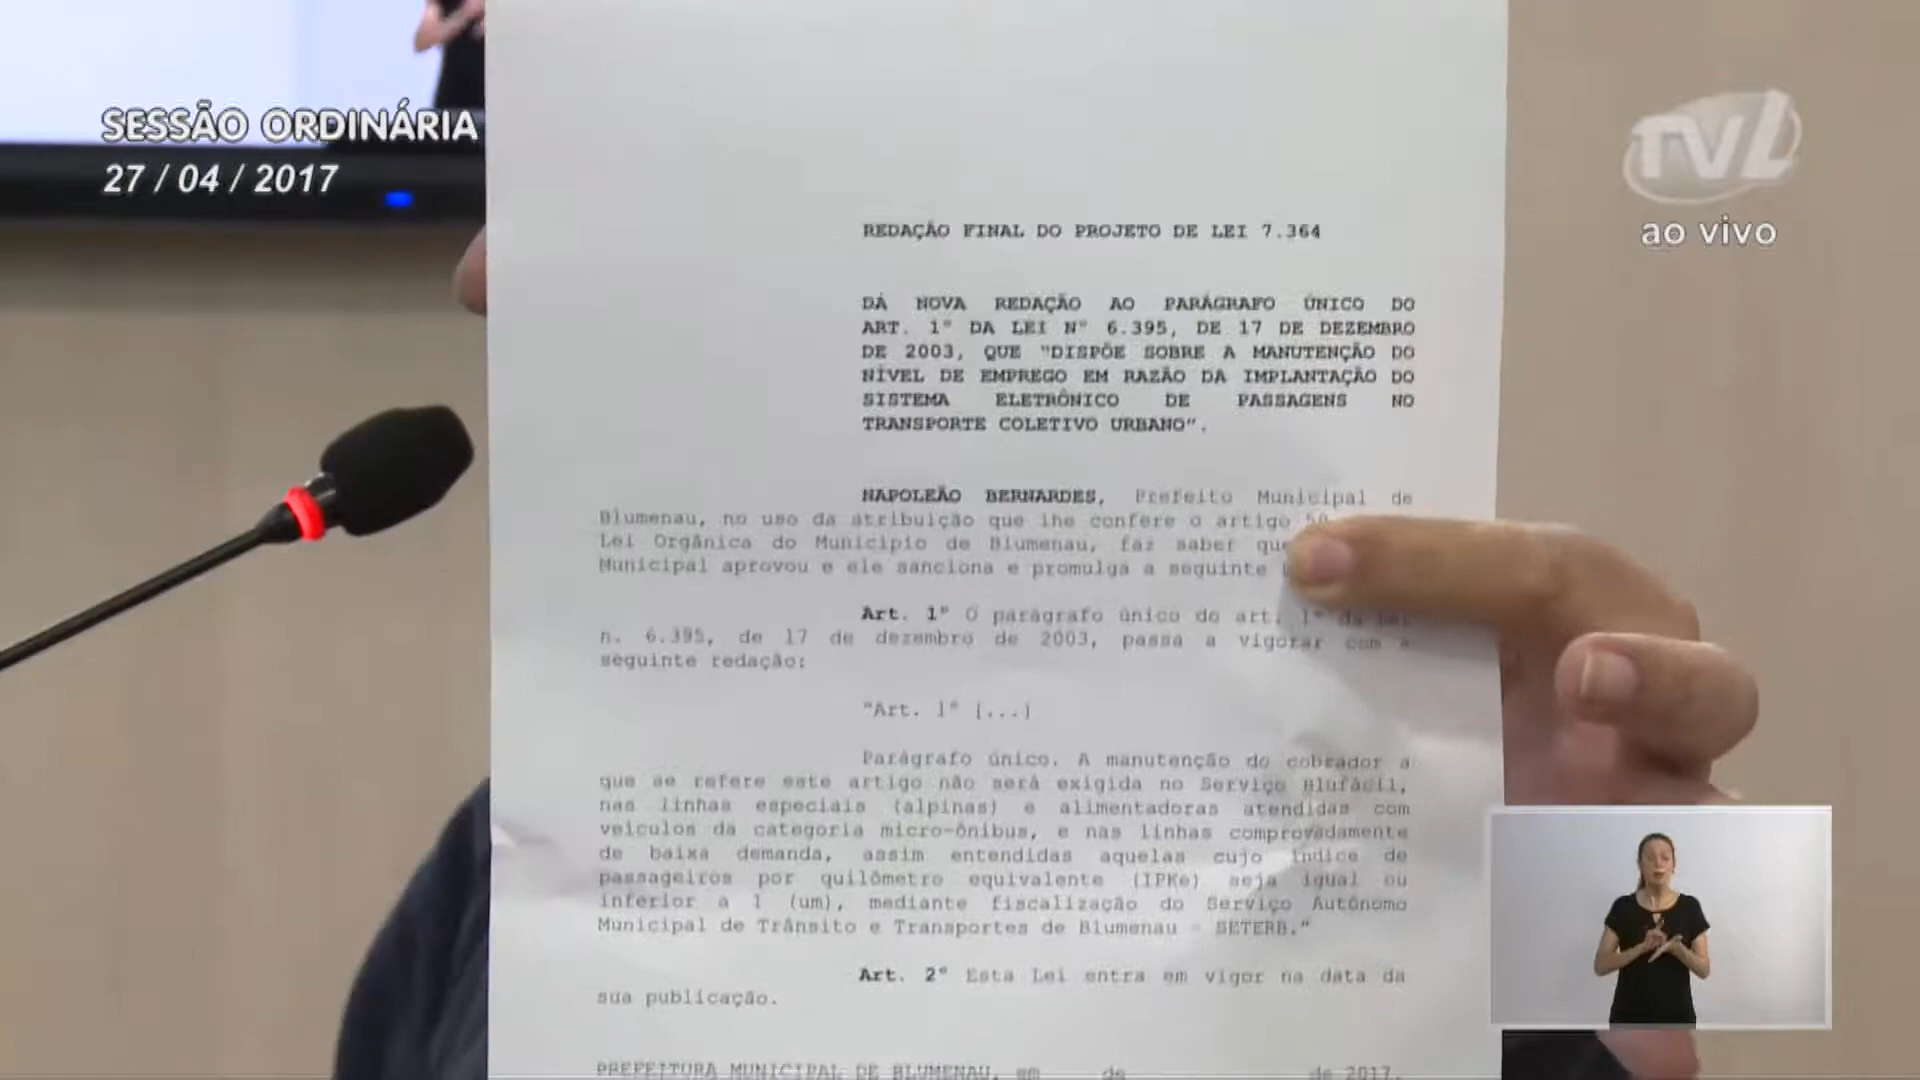 SESSÃO ORDINÁRIA
27 / 04 / 2017
TVL
ao vivo
REDAÇÃO FINAL DO PROJETO DE LEI 7.364
DÁ NOVA REDAÇÃO AO PARÁGRAFO ÚNICO DO
ART. 1º DA LEI Nº 6.395, DE 17 DE DEZEMBRO
DE 2003, QUE "DISPÕE SOBRE A MANUTENÇÃO DO
NÍVEL DE EMPREGO EM RAZÃO DA IMPLANTAÇÃO DO
SISTEMA ELETRÔNICO DE PASSAGENS NO
TRANSPORTE COLETIVO URBANO".
NAPOLEÃO BERNARDES, Prefeito Municipal de
Blumenau, no uso da atribuição que lhe confere o artigo
Lei Orgânica do Município de Blumenau, faz saber que
Municipal aprovou e ele sanciona e promulga a seguinte
Art. 1º O parágrafo único do art. 1º da Lei
n. 6.395, de 17 de dezembro de 2003, passa a vigorar com a
seguinte redação:
"Art. 1º [...]
Parágrafo único. A manutenção do cobrador a
que se refere este artigo não será exigida no Serviço Blufácil,
nas linhas especiais (alpinas) e alimentadoras atendidas com
veículos da categoria micro-ônibus, e nas linhas comprovadamente
de baixa demanda, assim entendidas aquelas cujo índice de
passageiros por quilômetro equivalente (IPKe) seja igual ou
inferior a 1 (um), mediante fiscalização do Serviço Autônomo
Municipal de Trânsito e Transportes de Blumenau - SETERB."
Art. 2º Esta Lei entra em vigor na data da
sua publicação.
PREFEITURA MUNICIPAL DE BLUMENAU, em de de 2017.